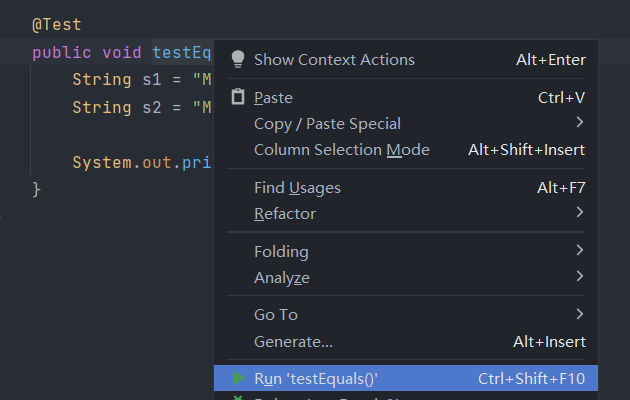 @Test
public void testEq
String s1 = "M
String s2 = "M
System.out.pri
}
Show Context Actions Alt+Enter
Paste Ctrl+V
Copy / Paste Special
Column Selection Mode Alt+Shift+Insert
Find Usages Alt+F7
Refactor
Folding
Analyze
Go To
Generate... Alt+Insert
Run 'testEquals()' Ctrl+Shift+F10